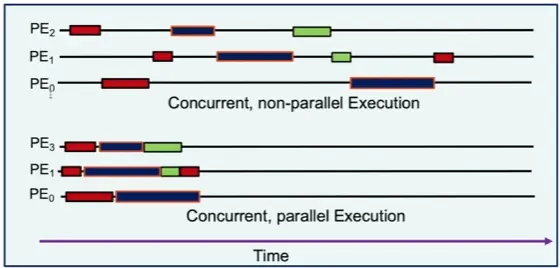 PE₂
PE₁
PE₀
Concurrent, non-parallel Execution
PE₃
PE₁
PE₀
Concurrent, parallel Execution
Time